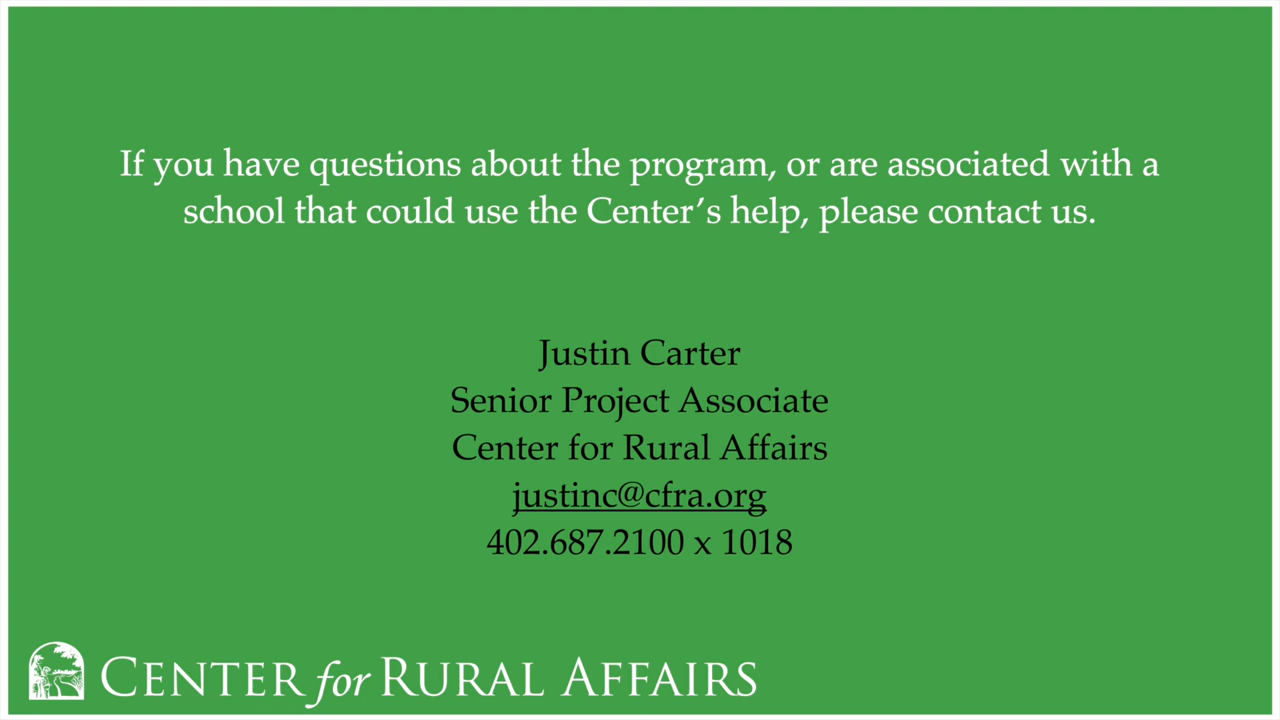 If you have questions about the program, or are associated with a
school that could use the Center’s help, please contact us.
Justin Carter
Senior Project Associate
Center for Rural Affairs
justinc@cfra.org
402.687.2100 x 1018
CENTER for RURAL AFFAIRS